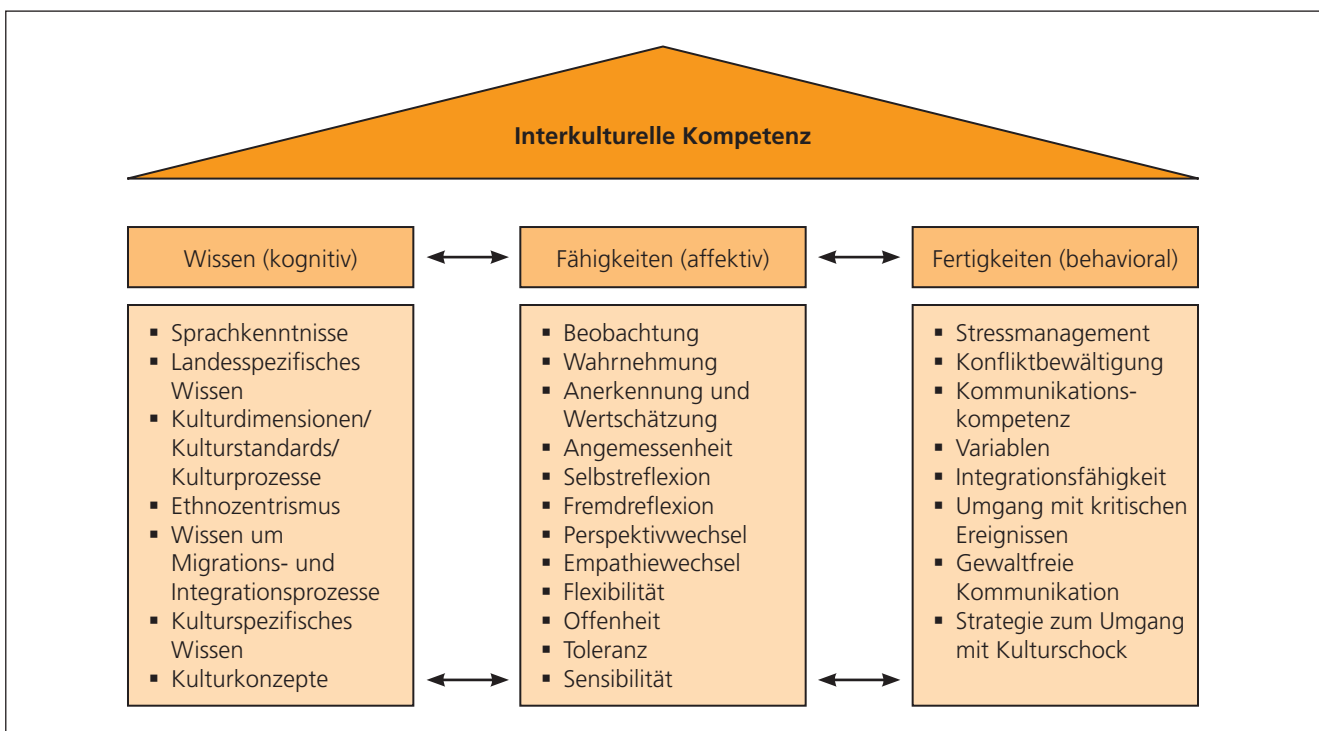 Interkulturelle Kompetenz
Wissen (kognitiv)
Fähigkeiten (affektiv)
Fertigkeiten (behavioral)
▪ Sprachkenntnisse
▪ Landesspezifisches
Wissen
▪ Kulturdimensionen/
Kulturstandards/
Kulturprozesse
▪ Ethnozentrismus
▪ Wissen um
Migrations- und
Integrationsprozesse
▪ Kulturspezifisches
Wissen
▪ Kulturkonzepte
▪ Beobachtung
▪ Wahrnehmung
▪ Anerkennung und
Wertschätzung
▪ Angemessenheit
▪ Selbstreflexion
▪ Fremdreflexion
▪ Perspektivwechsel
▪ Empathiewechsel
▪ Flexibilität
▪ Offenheit
▪ Toleranz
▪ Sensibilität
▪ Stressmanagement
▪ Konfliktbewältigung
▪ Kommunikations-
kompetenz
▪ Variablen
▪ Integrationsfähigkeit
▪ Umgang mit kritischen
Ereignissen
▪ Gewaltfreie
Kommunikation
▪ Strategie zum Umgang
mit Kulturschock